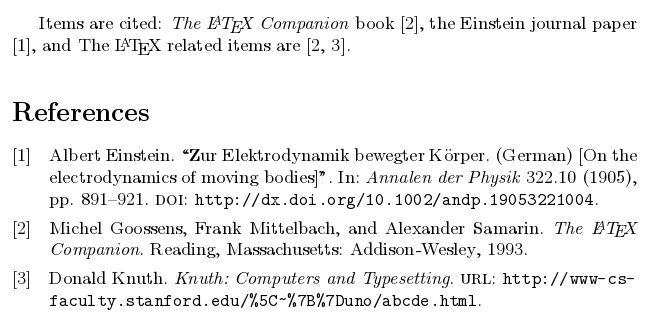 Items are cited: The LATEX Companion book [2], the Einstein journal paper
[1], and The LATEX related items are [2, 3].
References
[1] Albert Einstein. “Zur Elektrodynamik bewegter Körper. (German) [On the
electrodynamics of moving bodies]”. In: Annalen der Physik 322.10 (1905),
pp. 891–921. DOI: http://dx.doi.org/10.1002/andp.19053221004.
[2] Michel Goossens, Frank Mittelbach, and Alexander Samarin. The LATEX
Companion. Reading, Massachusetts: Addison-Wesley, 1993.
[3] Donald Knuth. Knuth: Computers and Typesetting. URL: http://www-cs-
faculty.stanford.edu/%5C~%7B%7Duno/abcde.html.